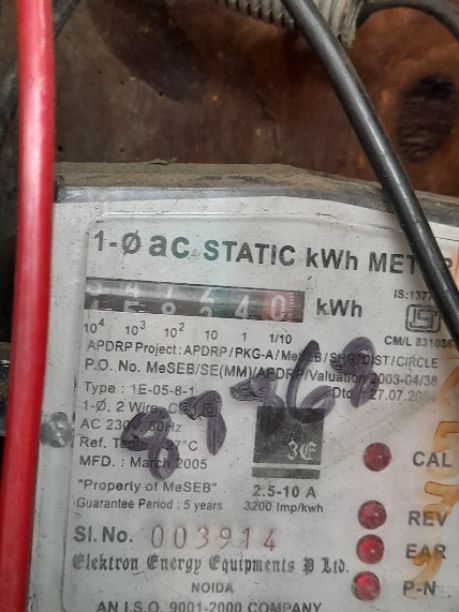 1-Ø ac STATIC kWh METER
kWh
IS:1377
10⁴ 10³ 10² 10 1 1/10
CM/L 831035
APDRP Project: APDRP/PKG-A/MeSEB/SHG/DIST/CIRCLE
P.O. No. MeSEB/SE(MM)/APDRP/Valuation 2003-04/38
Dtd. 27.07.20
Type : 1E-05-8-1
1-Ø, 2 Wire,
AC 230V, 50Hz
Ref. 27°C
MFD. : March 2005
3E
"Property of MeSEB"
2.5-10 A
CAL
Guarantee Period : 5 years
3200 Imp/kwh
REV
Sl. No. 003914
EAR
Elektron Energy Equipments P Ltd.
P-N
NOIDA
AN I.S.O. 9001-2000 COMPANY